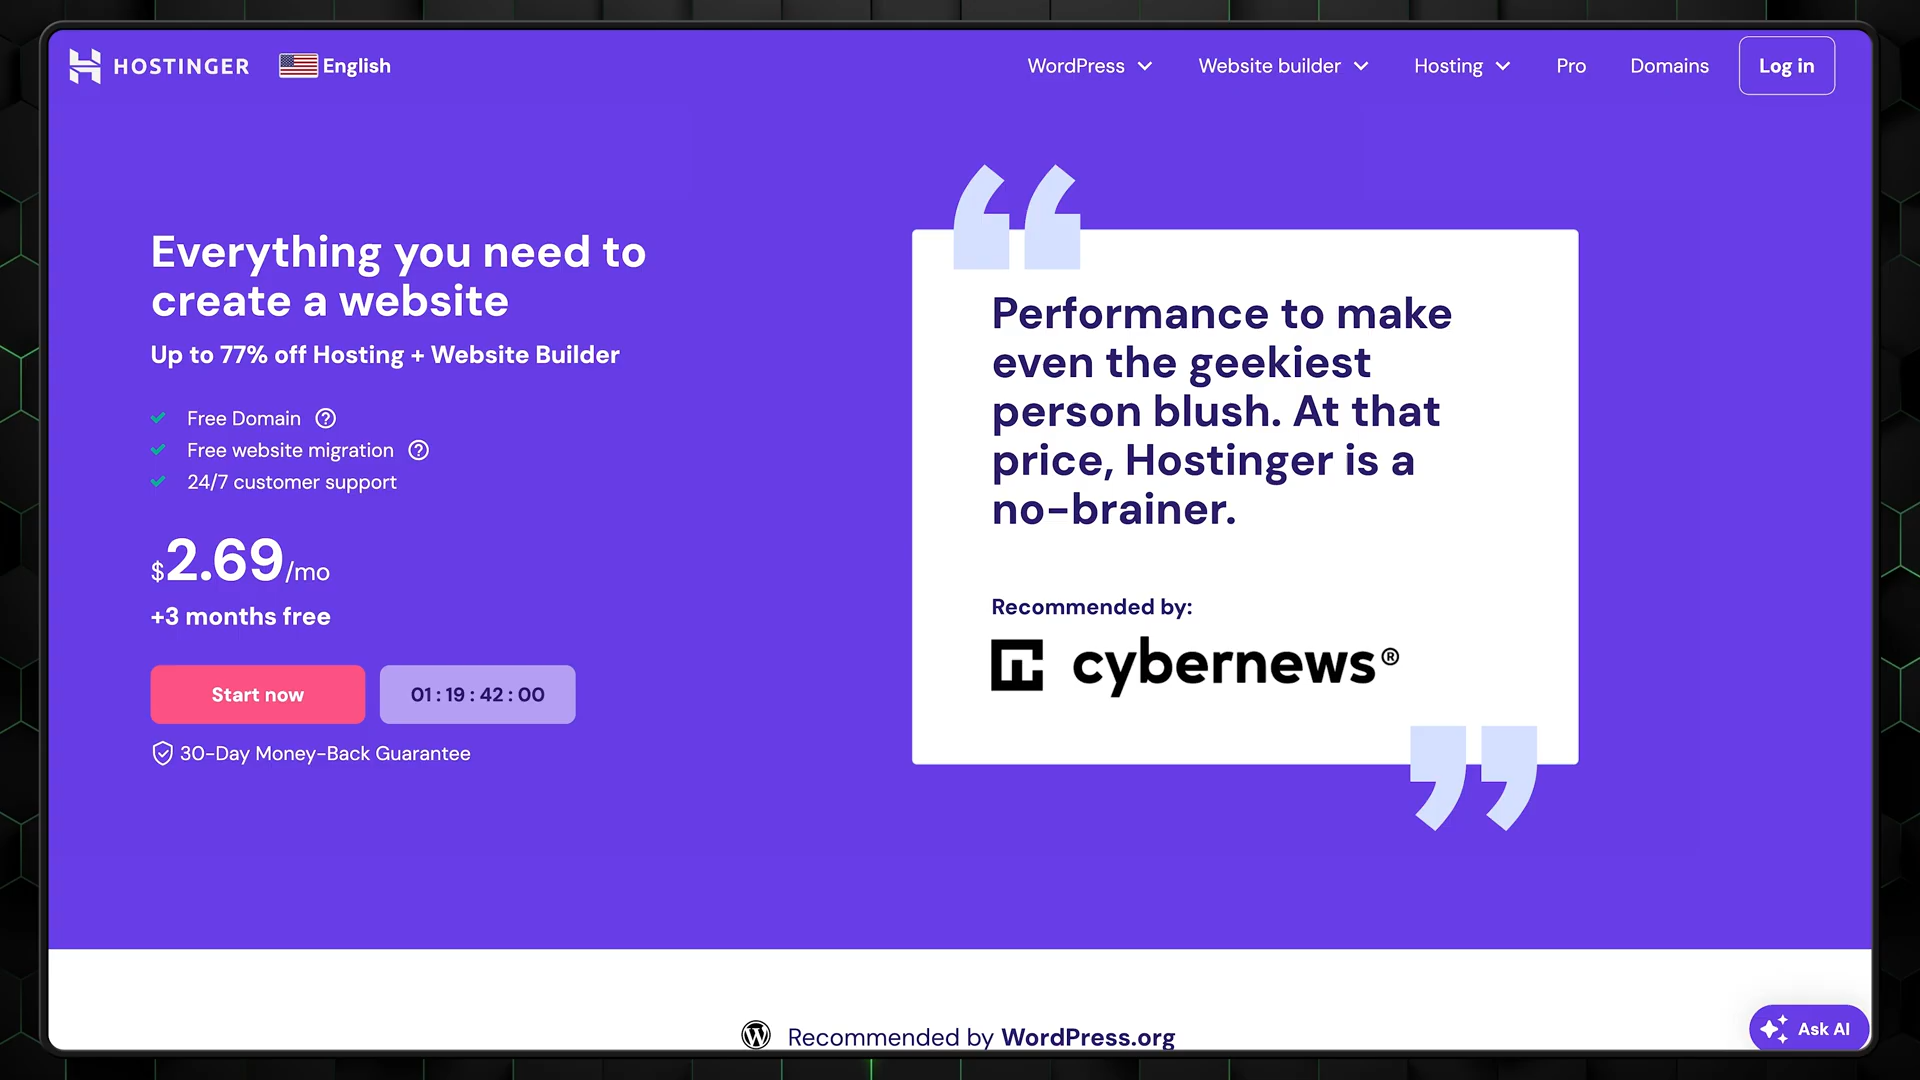 HOSTINGER
English
WordPress
Website builder
Hosting
Pro
Domains
Log in
Everything you need to
create a website
Up to 77% off Hosting + Website Builder
Free Domain
Free website migration
24/7 customer support
$2.69/mo
+3 months free
Start now
01 : 19 : 42 : 00
30-Day Money-Back Guarantee
“
Performance to make
even the geekiest
person blush. At that
price, Hostinger is a
no-brainer.
Recommended by:
cybernews®
”
Recommended by WordPress.org
Ask AI